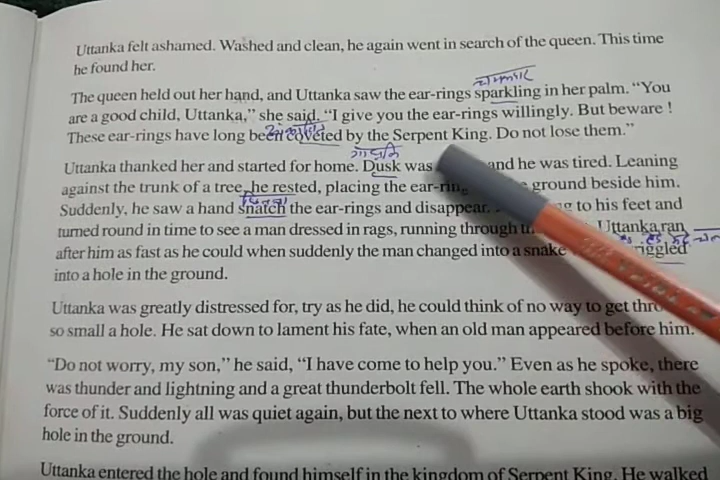 Uttanka felt ashamed. Washed and clean, he again went in search of the queen. This time
he found her.
The queen held out her hand, and Uttanka saw the ear-rings sparkling in her palm. “You
are a good child, Uttanka,” she said. “I give you the ear-rings willingly. But beware !
These ear-rings have long been coveted by the Serpent King. Do not lose them.”
Uttanka thanked her and started for home. Dusk was and he was tired. Leaning
against the trunk of a tree, he rested, placing the ear-rin ground beside him.
Suddenly, he saw a hand snatch the ear-rings and disappear. to his feet and
turned round in time to see a man dressed in rags, running through Uttanka ran
after him as fast as he could when suddenly the man changed into a snake riggled
into a hole in the ground.
Uttanka was greatly distressed for, try as he did, he could think of no way to get
so small a hole. He sat down to lament his fate, when an old man appeared before him.
“Do not worry, my son,” he said, “I have come to help you.” Even as he spoke, there
was thunder and lightning and a great thunderbolt fell. The whole earth shook with the
force of it. Suddenly all was quiet again, but the next to where Uttanka stood was a big
hole in the ground.
Uttanka entered the hole and found himself in the kingdom of Serpent King. He walked